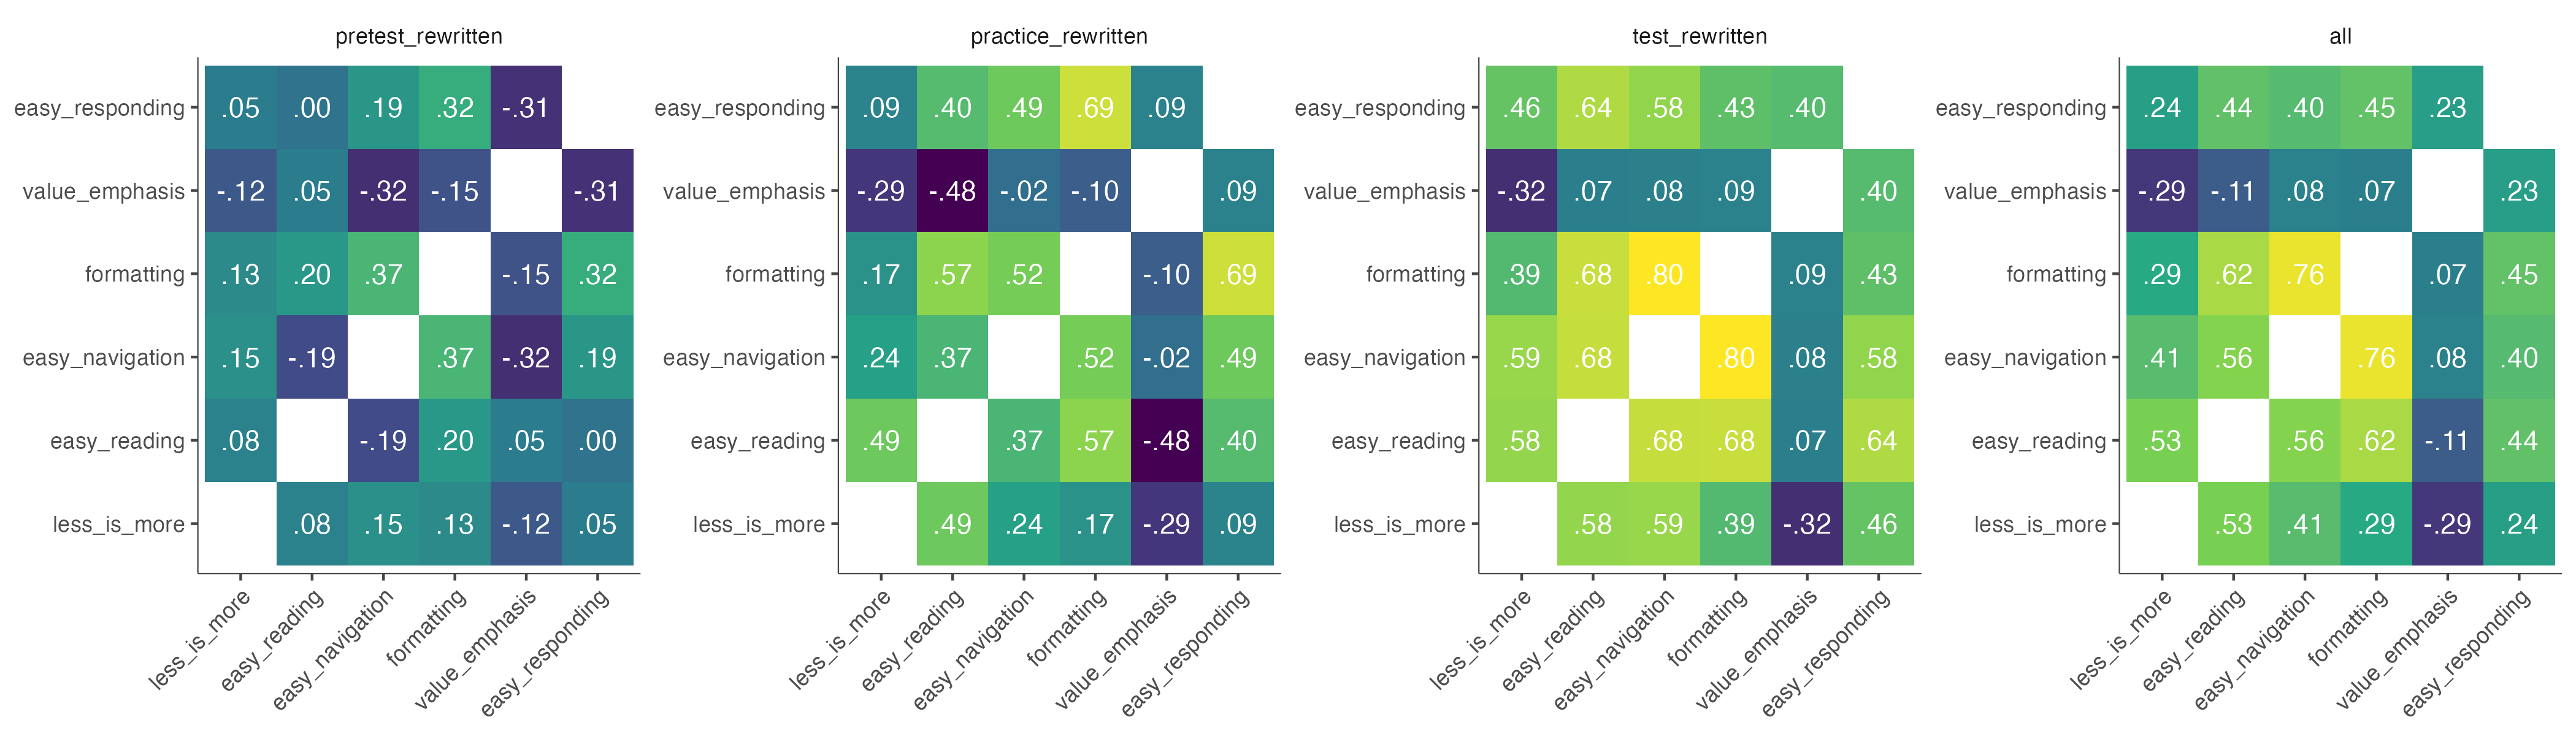 pretest_rewritten
easy_responding .05 .00 .19 .32 -.31
value_emphasis -.12 .05 -.32 -.15 -.31
formatting .13 .20 .37 -.15 .32
easy_navigation .15 -.19 .37 -.32 .19
easy_reading .08 -.19 .20 .05 .00
less_is_more .08 .15 .13 -.12 .05
less_is_more easy_reading easy_navigation formatting value_emphasis easy_responding
practice_rewritten
easy_responding .09 .40 .49 .69 .09
value_emphasis -.29 -.48 -.02 -.10 .09
formatting .17 .57 .52 -.10 .69
easy_navigation .24 .37 .52 -.02 .49
easy_reading .49 .37 .57 -.48 .40
less_is_more .49 .24 .17 -.29 .09
less_is_more easy_reading easy_navigation formatting value_emphasis easy_responding
test_rewritten
easy_responding .46 .64 .58 .43 .40
value_emphasis -.32 .07 .08 .09 .40
formatting .39 .68 .80 .09 .43
easy_navigation .59 .68 .80 .08 .58
easy_reading .58 .68 .68 .07 .64
less_is_more .58 .59 .39 -.32 .46
less_is_more easy_reading easy_navigation formatting value_emphasis easy_responding
all
easy_responding .24 .44 .40 .45 .23
value_emphasis -.29 -.11 .08 .07 .23
formatting .29 .62 .76 .07 .45
easy_navigation .41 .56 .76 .08 .40
easy_reading .53 .56 .62 -.11 .44
less_is_more .53 .41 .29 -.29 .24
less_is_more easy_reading easy_navigation formatting value_emphasis easy_responding